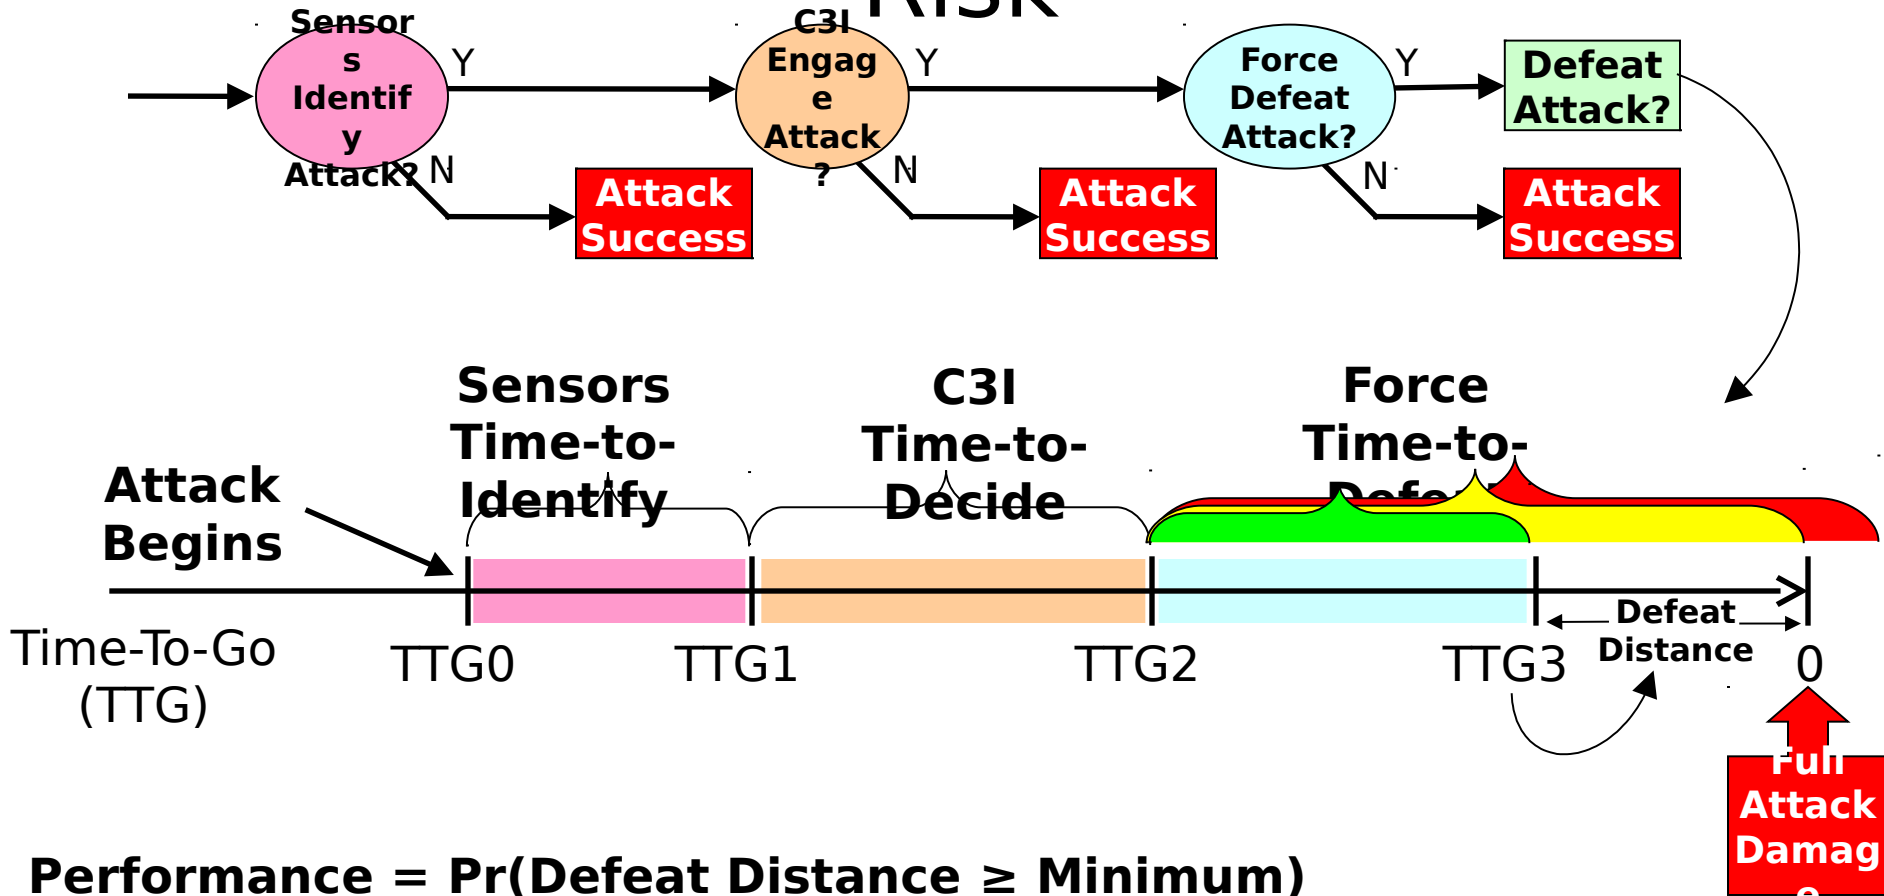 RISK
Sensor
s
Identif
y
Attack?
Y
N
C3I
Engag
e
Attack
?
Y
N
Force
Defeat
Attack?
Y
N
Defeat
Attack?
Attack
Success
Attack
Success
Attack
Success
Sensors
Time-to-
Identify
C3I
Time-to-
Decide
Force
Time-to-
Defeat
Attack
Begins
Time-To-Go
(TTG)
TTG0
TTG1
TTG2
TTG3
Defeat
Distance
0
Full
Attack
Damag
e
Performance = Pr(Defeat Distance ≥ Minimum)